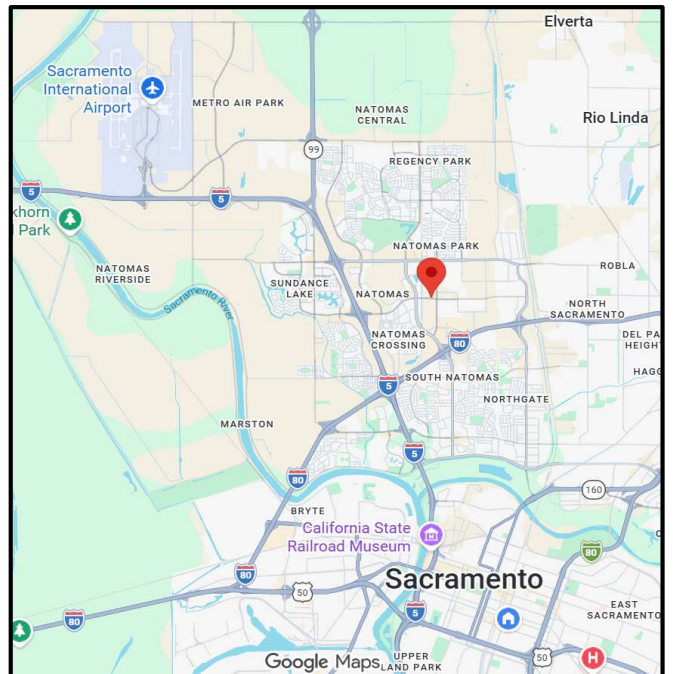 Elverta
Sacramento
International
Airport
METRO AIR PARK
NATOMAS
CENTRAL
Rio Linda
99
REGENCY PARK
5
5
khorn
Park
NATOMAS PARK
NATOMAS
RIVERSIDE
SUNDANCE
LAKE
NATOMAS
ROBLA
Sacramento River
NORTH
SACRAMENTO
NATOMAS
CROSSING
80
DEL PA
HEIGH
HAGG
5
SOUTH NATOMAS
NORTHGATE
MARSTON
5
80
160
BRYTE
California State
Railroad Museum
80
80
50
Sacramento
5
EAST
SACRAMENTO
80
Google Maps
UPPER
LAND PARK
50
H